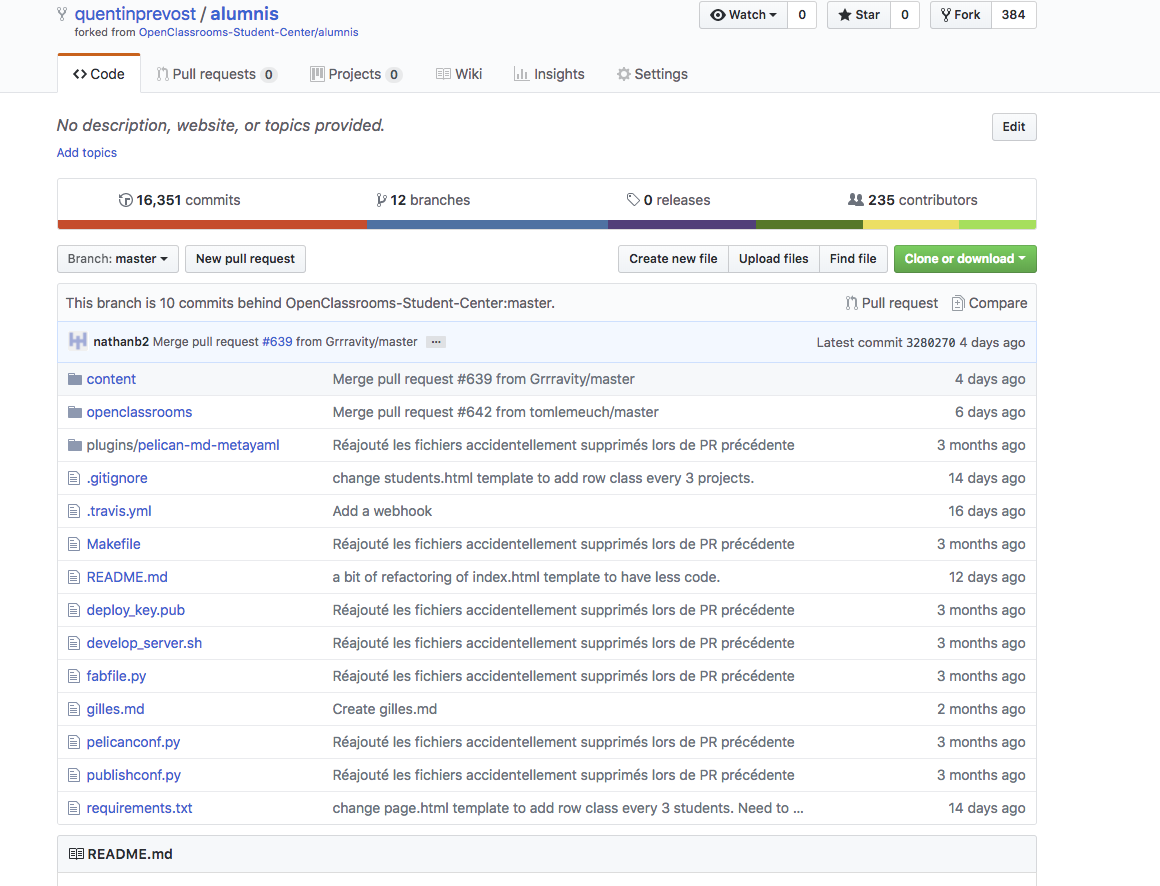 quentinprevost / alumnis
Watch 0 Star 0 Fork 384
forked from OpenClassrooms-Student-Center/alumnis
Code Pull requests 0 Projects 0 Wiki Insights Settings
No description, website, or topics provided.
Edit
Add topics
16,351 commits 12 branches 0 releases 235 contributors
Branch: master New pull request Create new file Upload files Find file Clone or download
This branch is 10 commits behind OpenClassrooms-Student-Center:master. Pull request Compare
nathanb2 Merge pull request #639 from Grrravity/master … Latest commit 3280270 4 days ago
content Merge pull request #639 from Grrravity/master 4 days ago
openclassrooms Merge pull request #642 from tomlemeuch/master 6 days ago
plugins/pelican-md-metayaml Réajouté les fichiers accidentellement supprimés lors de PR précédente 3 months ago
.gitignore change students.html template to add row class every 3 projects. 14 days ago
.travis.yml Add a webhook 16 days ago
Makefile Réajouté les fichiers accidentellement supprimés lors de PR précédente 3 months ago
README.md a bit of refactoring of index.html template to have less code. 12 days ago
deploy_key.pub Réajouté les fichiers accidentellement supprimés lors de PR précédente 3 months ago
develop_server.sh Réajouté les fichiers accidentellement supprimés lors de PR précédente 3 months ago
fabfile.py Réajouté les fichiers accidentellement supprimés lors de PR précédente 3 months ago
gilles.md Create gilles.md 2 months ago
pelicanconf.py Réajouté les fichiers accidentellement supprimés lors de PR précédente 3 months ago
publishconf.py Réajouté les fichiers accidentellement supprimés lors de PR précédente 3 months ago
requirements.txt change page.html template to add row class every 3 students. Need to … 14 days ago
README.md